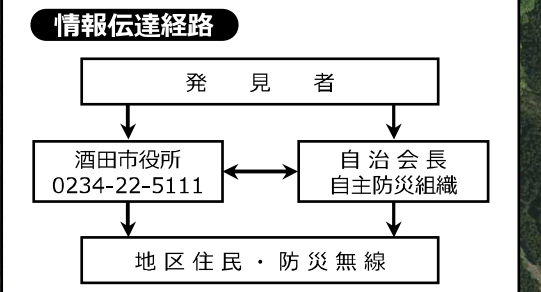 情報伝達経路
発見者
酒田市役所
0234-22-5111
自治会長
自主防災組織
地区住民・防災無線